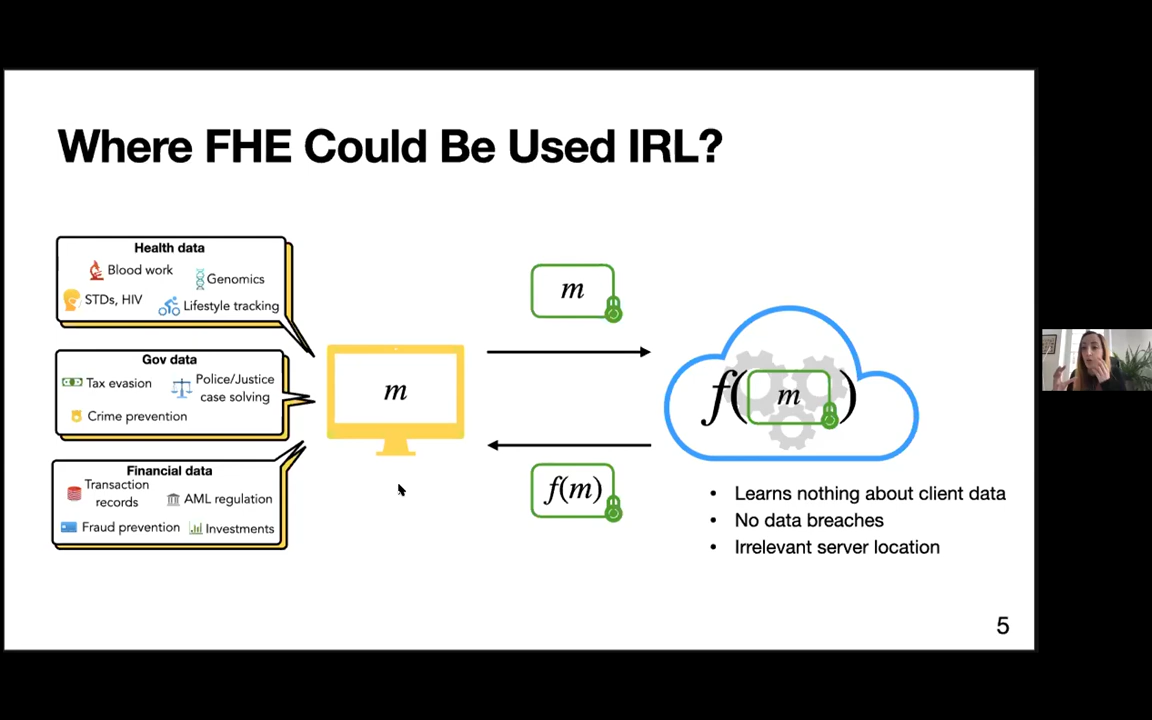 Where FHE Could Be Used IRL?
Health data
Blood work
Genomics
STDs, HIV
Lifestyle tracking
Gov data
Tax evasion
Police/Justice
case solving
Crime prevention
Financial data
Transaction
records
AML regulation
Fraud prevention
Investments
m
m
f(m)
f(m)
• Learns nothing about client data
• No data breaches
• Irrelevant server location
5